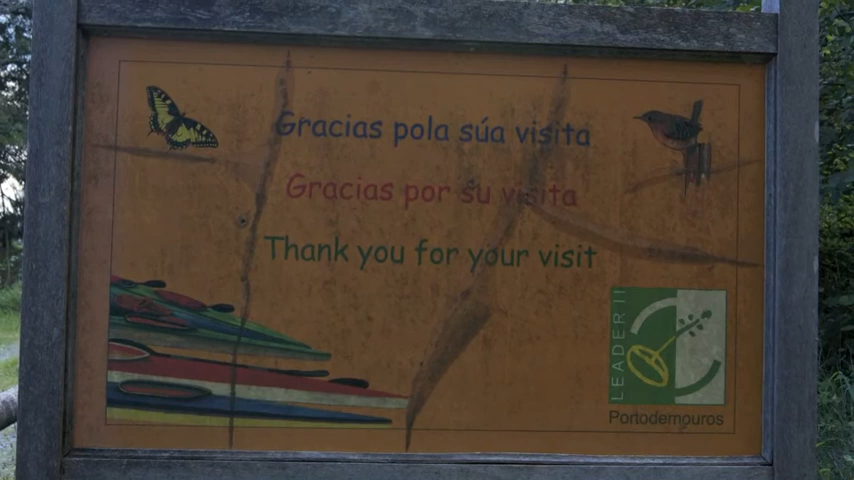 Gracias pola súa visita
Gracias por su visita
Thank you for your visit
LEADER II
Portodemouros